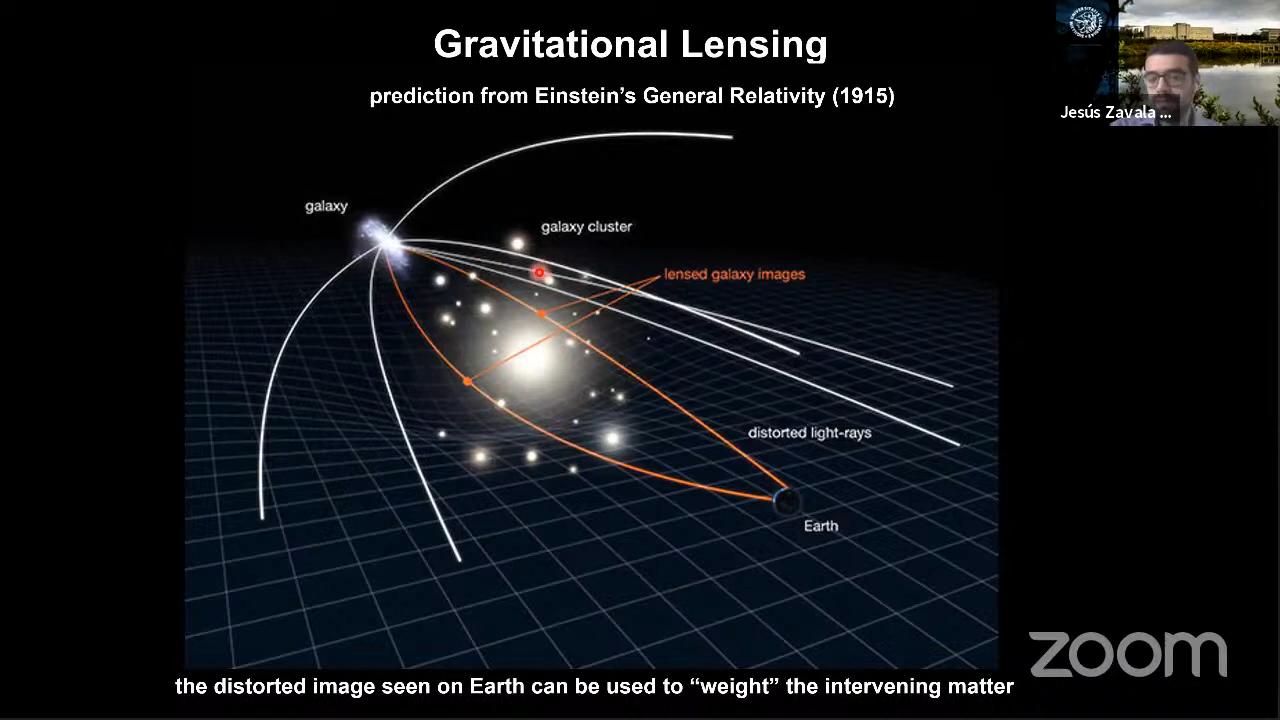 Gravitational Lensing
prediction from Einstein's General Relativity (1915)
Jesús Zavala ...
galaxy
galaxy cluster
lensed galaxy images
distorted light-rays
Earth
zoom
the distorted image seen on Earth can be used to “weight” the intervening matter